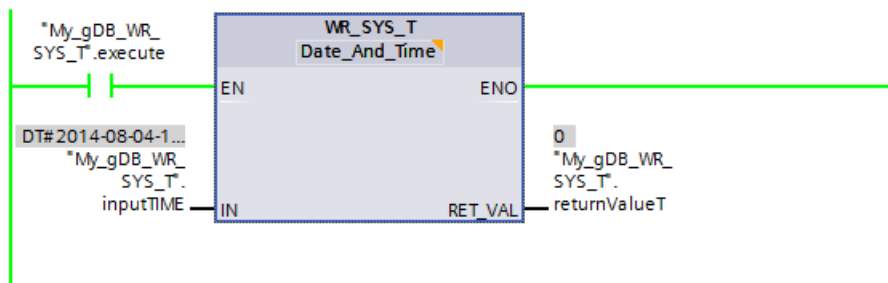 "My_gDB_WR_
SYS_T".execute
WR_SYS_T
Date_And_Time
EN
ENO
DT#2014-08-04-1...
"My_gDB_WR_
SYS_T".
inputTIME
IN
0
"My_gDB_WR_
SYS_T".
returnValueT
RET_VAL